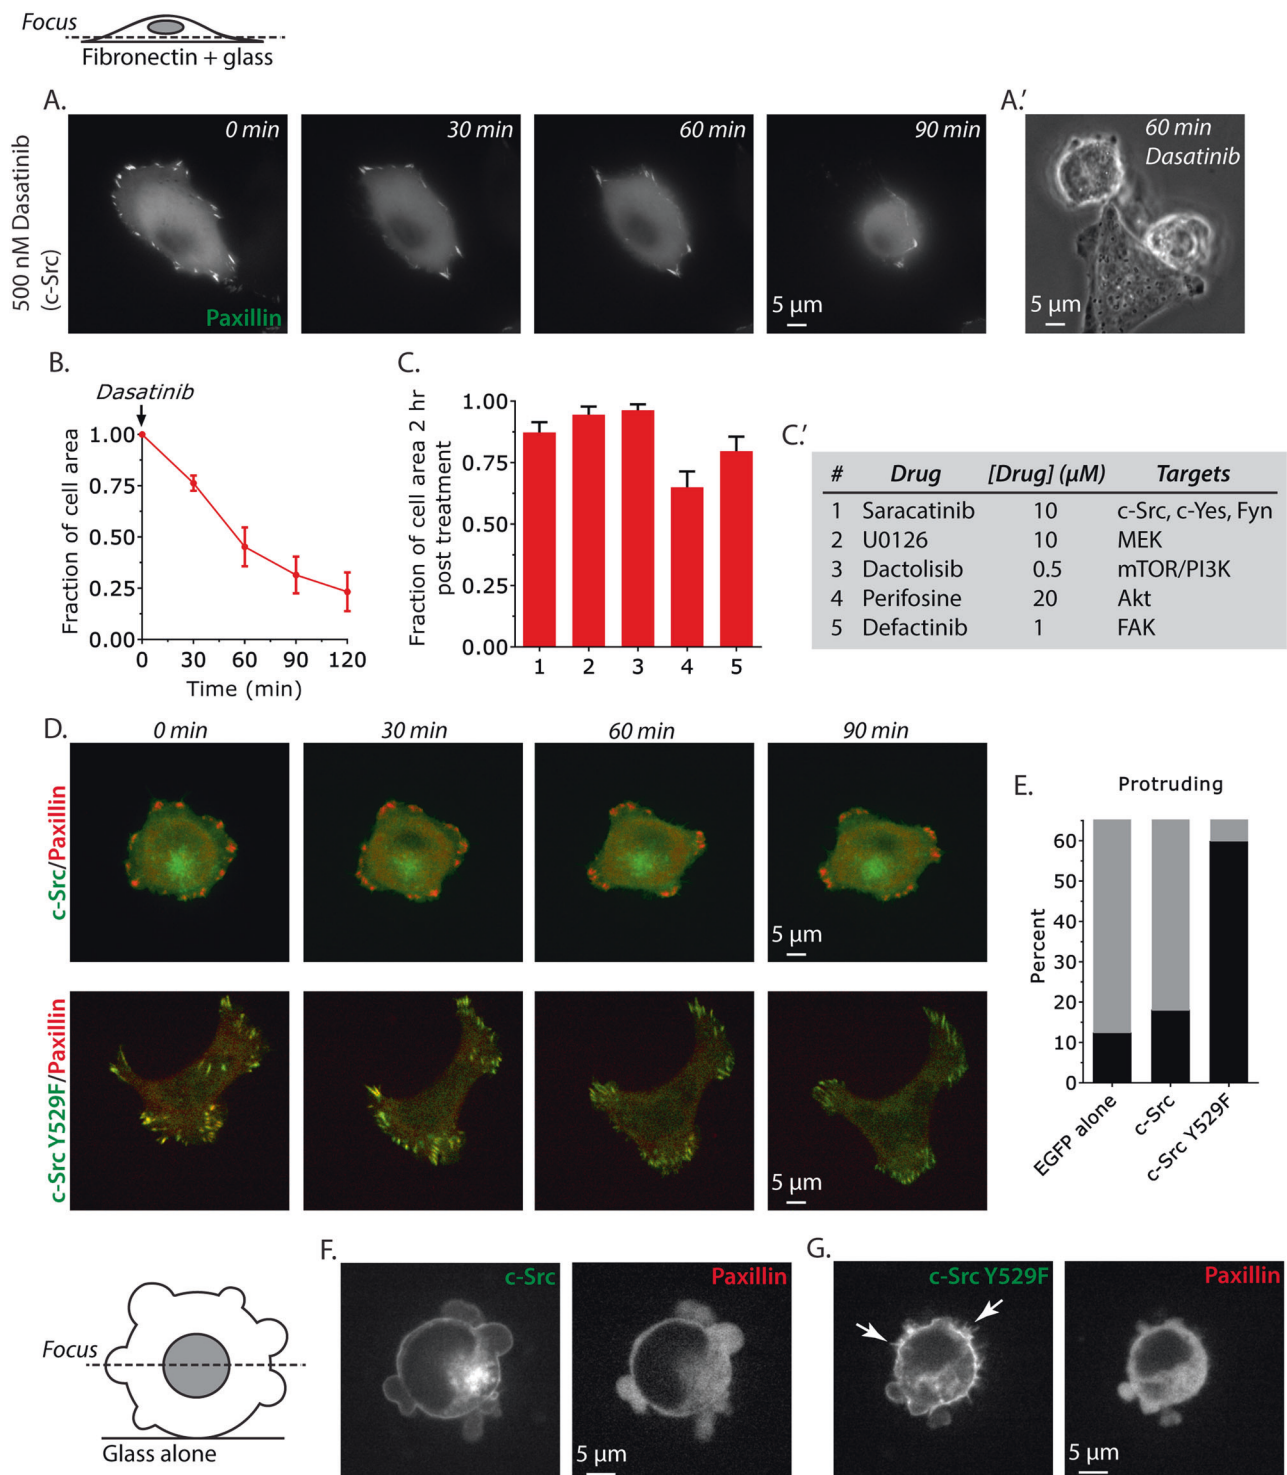 Focus
Fibronectin + glass
A.
A.'
500 nM Dasatinib
(c-Src)
0 min
30 min
60 min
90 min
60 min
Dasatinib
Paxillin
5 µm
5 µm
B.
Dasatinib
Fraction of cell area
1.00
0.75
0.50
0.25
0.00
0 30 60 90 120
Time (min)
C.
Fraction of cell area 2 hr
post treatment
1.00
0.75
0.50
0.25
0.00
1 2 3 4 5
C.'
# Drug [Drug] (µM) Targets
1 Saracatinib 10 c-Src, c-Yes, Fyn
2 U0126 10 MEK
3 Dactolisib 0.5 mTOR/PI3K
4 Perifosine 20 Akt
5 Defactinib 1 FAK
D.
0 min
30 min
60 min
90 min
c-Src/Paxillin
5 µm
c-Src Y529F/Paxillin
5 µm
E.
Protruding
Percent
60
50
40
30
20
10
0
EGFP alone
c-Src
c-Src Y529F
Focus
Glass alone
F.
c-Src
Paxillin
5 µm
G.
c-Src Y529F
Paxillin
5 µm